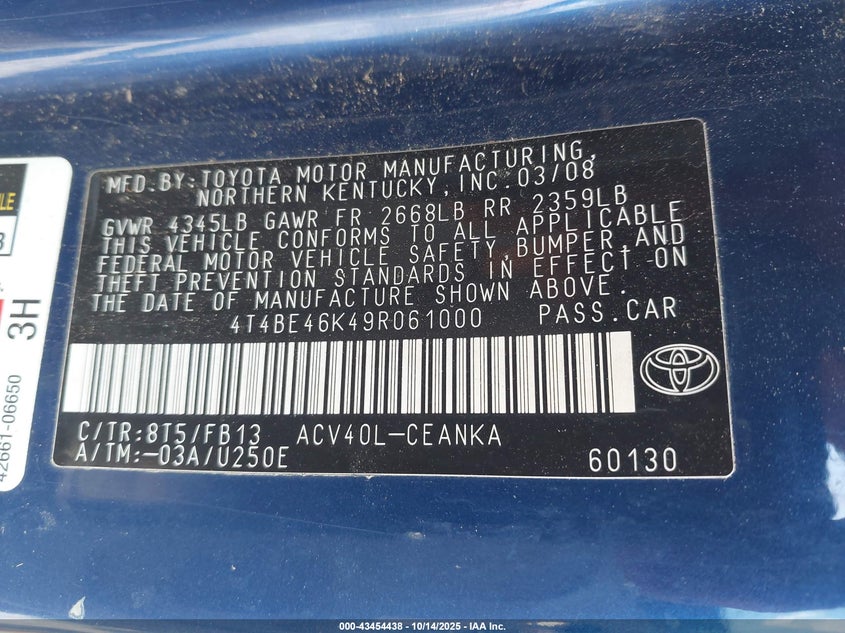 MFD.BY:TOYOTA MOTOR MANUFACTURING,
NORTHERN KENTUCKY,INC.03/08
GVWR 4345LB GAWR FR 2668LB RR 2359LB
THIS VEHICLE CONFORMS TO ALL APPLICABLE
FEDERAL MOTOR VEHICLE SAFETY,BUMPER,AND
THEFT PREVENTION STANDARDS IN EFFECT ON
THE DATE OF MANUFACTURE SHOWN ABOVE.
4T4BE46K49R061000 PASS.CAR
C/TR:8T5/FB13 ACV40L-CEANKA
A/TM:-03A/U250E 60130
3H
42661-06650
000-43454438 - 10/14/2025 - IAA Inc.